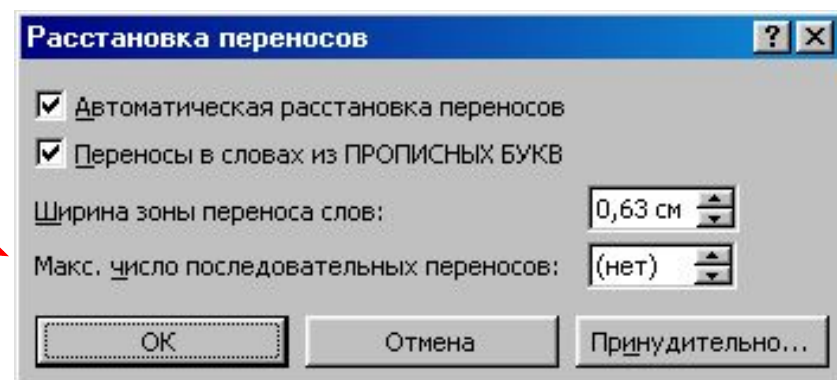 Расстановка переносов
Автоматическая расстановка переносов
Переносы в словах из ПРОПИСНЫХ БУКВ
Ширина зоны переноса слов: 0,63 см
Макс. число последовательных переносов: (нет)
ОК Отмена Принудительно...